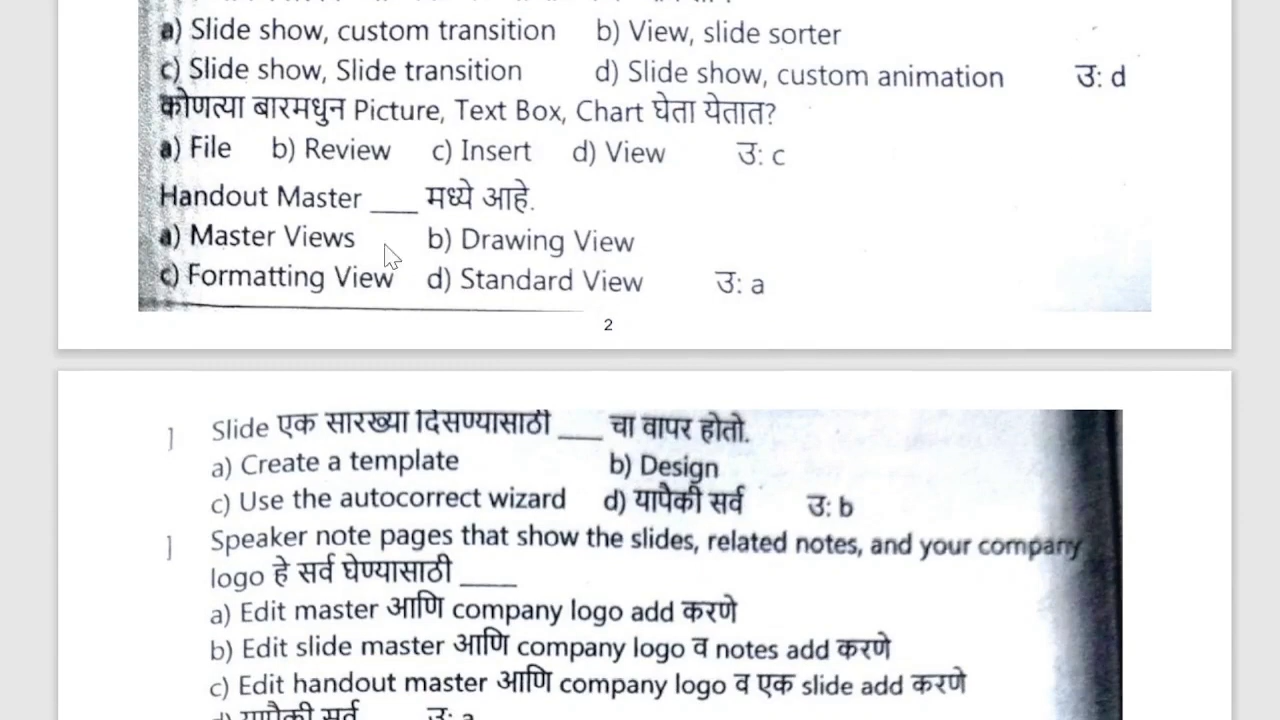 a) Slide show, custom transition b) View, slide sorter
c) Slide show, Slide transition d) Slide show, custom animation उ: d
कोणत्या बारमधुन Picture, Text Box, Chart घेता येतात?
a) File b) Review c) Insert d) View उ: c
Handout Master ____ मध्ये आहे.
a) Master Views b) Drawing View
c) Formatting View d) Standard View उ: a
2
] Slide एक सारख्या दिसण्यासाठी ____ चा वापर होतो.
a) Create a template b) Design
c) Use the autocorrect wizard d) यापैकी सर्व उ: b
] Speaker note pages that show the slides, related notes, and your company
logo हे सर्व घेण्यासाठी ____
a) Edit master आणि company logo add करणे
b) Edit slide master आणि company logo व notes add करणे
c) Edit handout master आणि company logo व एक slide add करणे
d) यापैकी सर्व उ: a